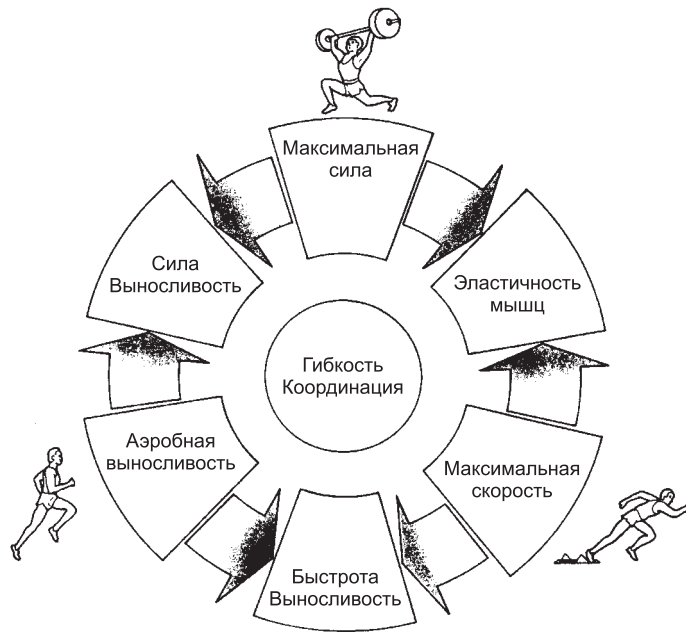 Максимальная
сила
Сила
Выносливость
Эластичность
мышц
Гибкость
Координация
Аэробная
выносливость
Максимальная
скорость
Быстрота
Выносливость